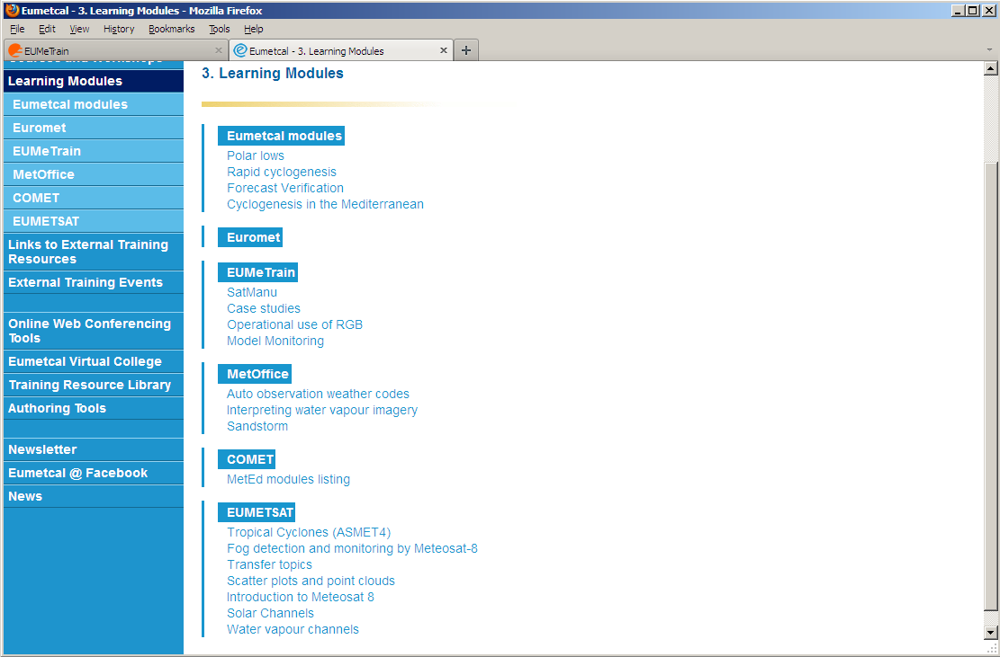 Eumetcal - 3. Learning Modules - Mozilla Firefox
File Edit View History Bookmarks Tools Help
EUMeTrain
Eumetcal - 3. Learning Modules
Courses and Workshops
Learning Modules
Eumetcal modules
Euromet
EUMeTrain
MetOffice
COMET
EUMETSAT
Links to External Training
Resources
External Training Events
Online Web Conferencing
Tools
Eumetcal Virtual College
Training Resource Library
Authoring Tools
Newsletter
Eumetcal @ Facebook
News
3. Learning Modules
Eumetcal modules
Polar lows
Rapid cyclogenesis
Forecast Verification
Cyclogenesis in the Mediterranean
Euromet
EUMeTrain
SatManu
Case studies
Operational use of RGB
Model Monitoring
MetOffice
Auto observation weather codes
Interpreting water vapour imagery
Sandstorm
COMET
MetEd modules listing
EUMETSAT
Tropical Cyclones (ASMET4)
Fog detection and monitoring by Meteosat-8
Transfer topics
Scatter plots and point clouds
Introduction to Meteosat 8
Solar Channels
Water vapour channels